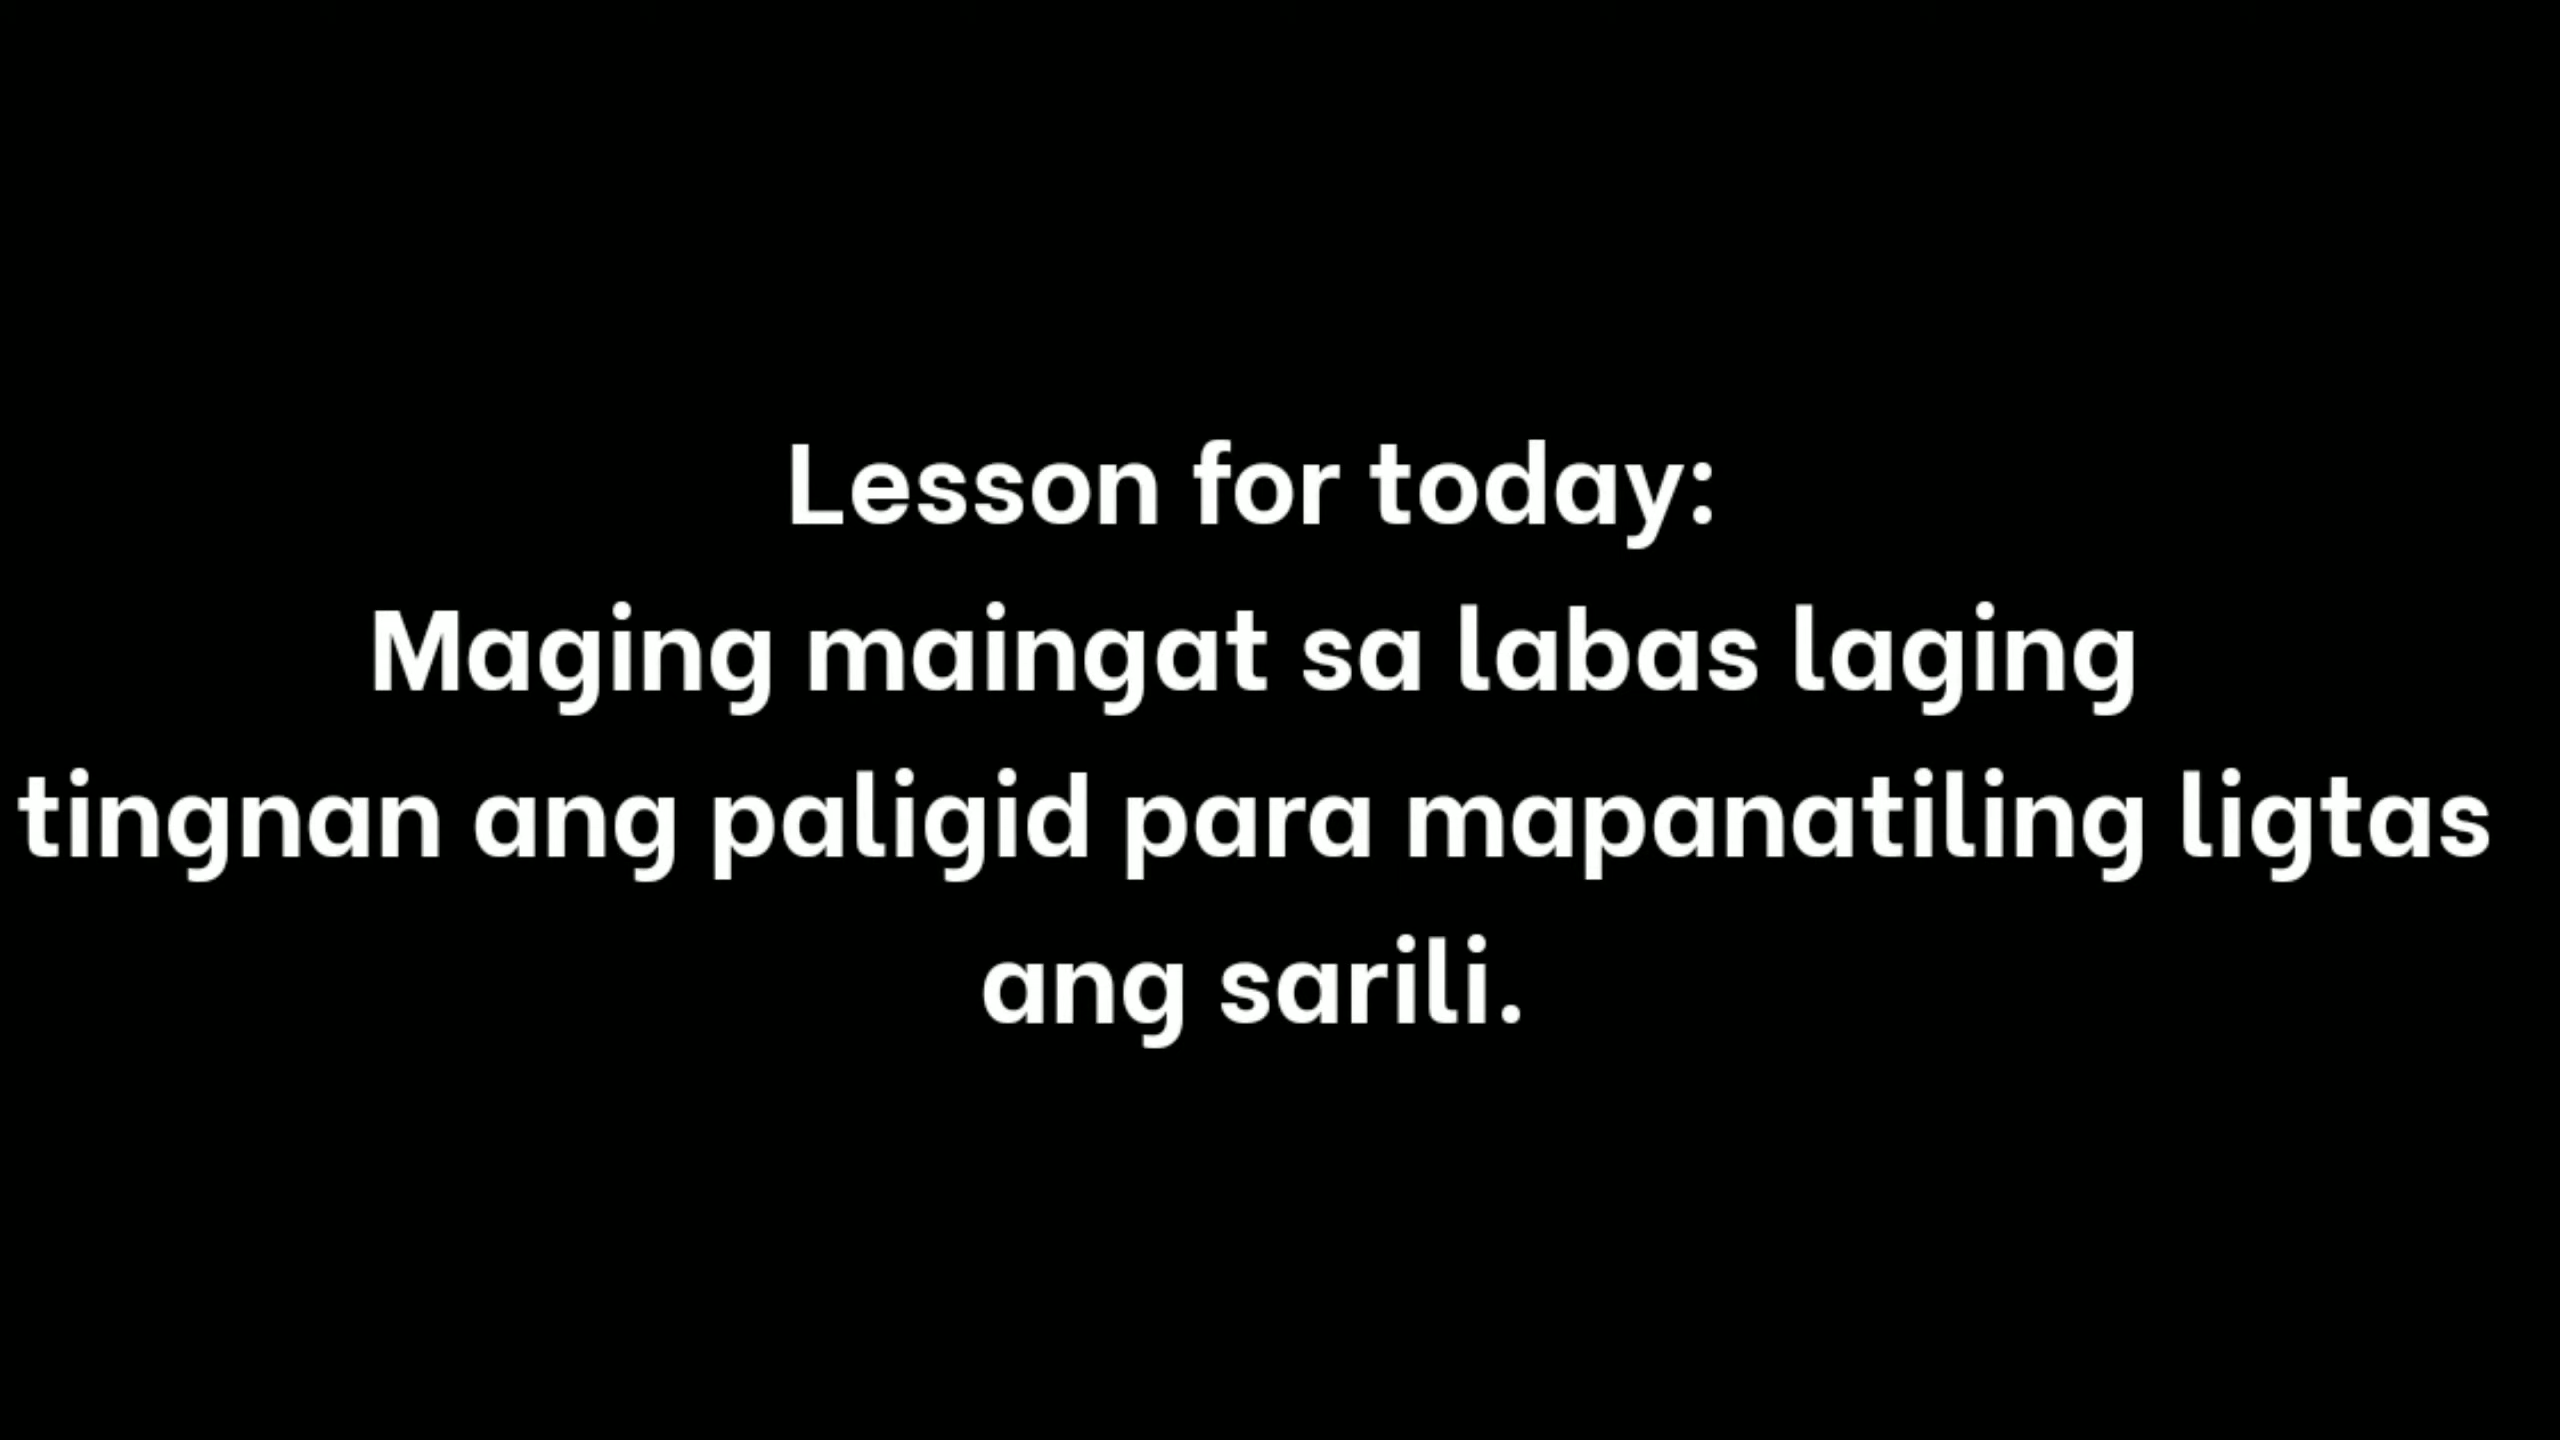 Lesson for today:
Maging maingat sa labas laging
tingnan ang paligid para mapanatiling ligtas
ang sarili.